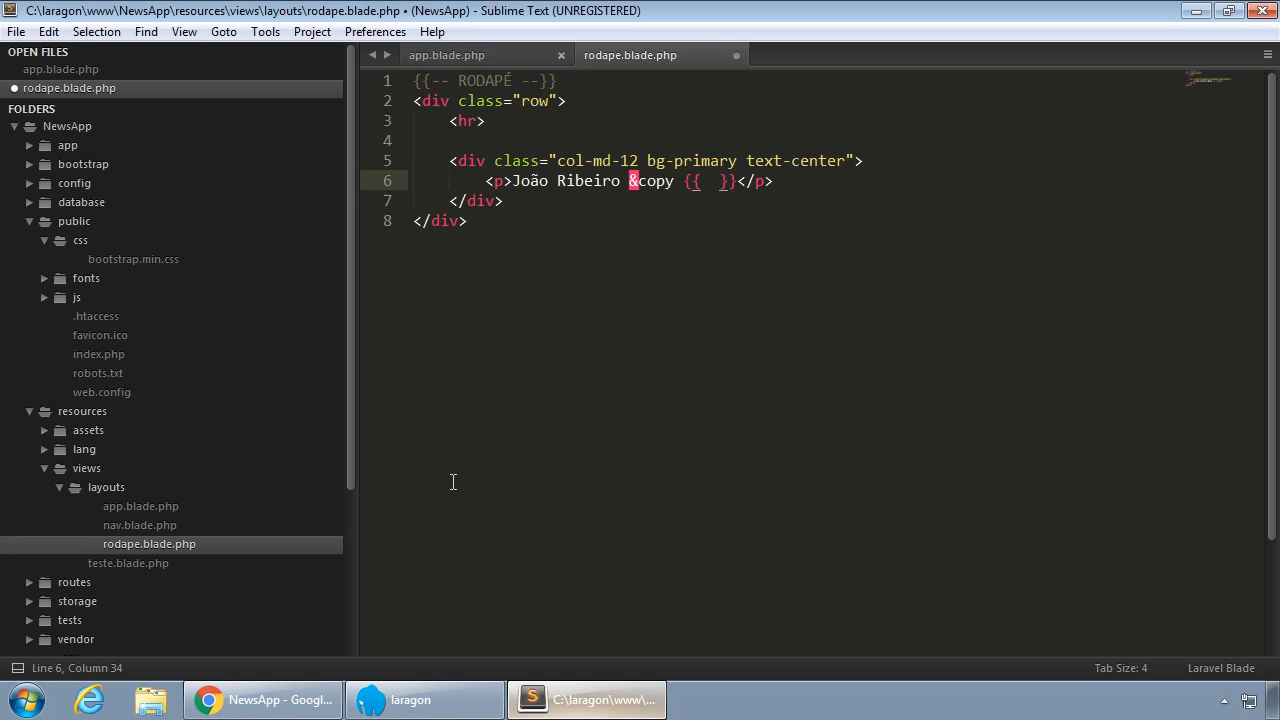 C:\laragon\www\NewsApp\resources\views\layouts\rodape.blade.php • (NewsApp) - Sublime Text (UNREGISTERED)
File Edit Selection Find View Goto Tools Project Preferences Help
OPEN FILES
app.blade.php
rodape.blade.php
FOLDERS
NewsApp
app
bootstrap
config
database
public
css
bootstrap.min.css
fonts
js
.htaccess
favicon.ico
index.php
robots.txt
web.config
resources
assets
lang
views
layouts
app.blade.php
nav.blade.php
rodape.blade.php
teste.blade.php
routes
storage
tests
vendor
app.blade.php rodape.blade.php
1 {{-- RODAPÉ --}}
2 <div class="row">
3 <hr>
4
5 <div class="col-md-12 bg-primary text-center">
6 <p>João Ribeiro &copy {{  }}</p>
7 </div>
8 </div>
Line 6, Column 34
Tab Size: 4 Laravel Blade
NewsApp - Googl... laragon C:\laragon\www\...